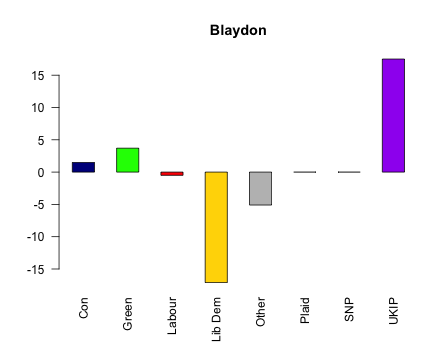 Blaydon
15
10
5
0
-5
-10
-15
Con
Green
Labour
Lib Dem
Other
Plaid
SNP
UKIP